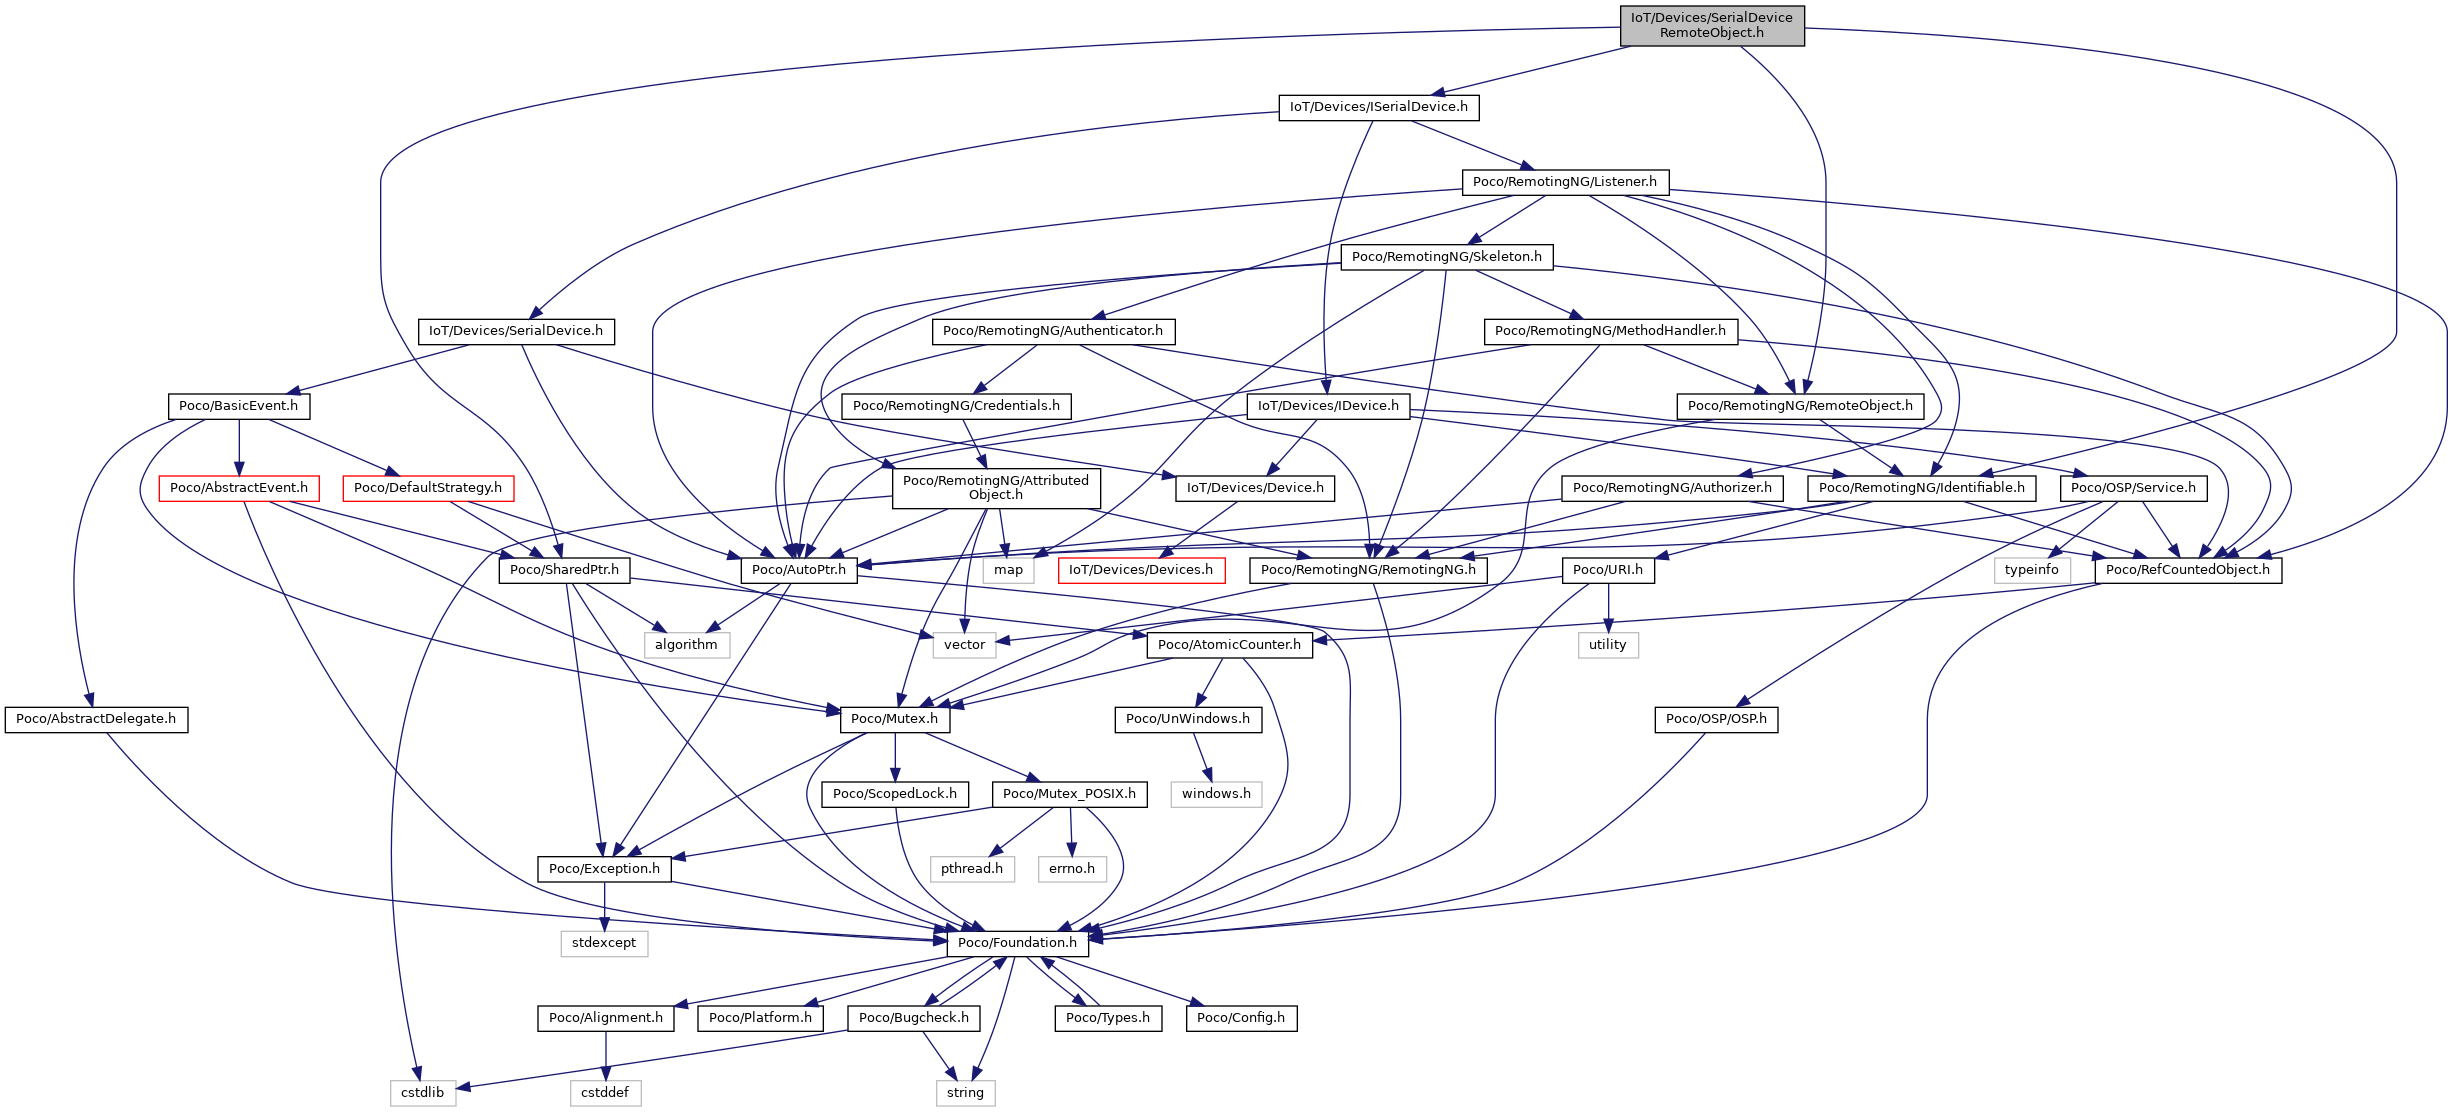 IoT/Devices/SerialDevice
RemoteObject.h
IoT/Devices/ISerialDevice.h
Poco/RemotingNG/Listener.h
Poco/RemotingNG/Skeleton.h
IoT/Devices/SerialDevice.h
Poco/RemotingNG/Authenticator.h
Poco/RemotingNG/MethodHandler.h
Poco/BasicEvent.h
Poco/RemotingNG/Credentials.h
IoT/Devices/IDevice.h
Poco/RemotingNG/RemoteObject.h
Poco/AbstractEvent.h
Poco/DefaultStrategy.h
Poco/RemotingNG/Attributed
Object.h
IoT/Devices/Device.h
Poco/RemotingNG/Authorizer.h
Poco/RemotingNG/Identifiable.h
Poco/OSP/Service.h
Poco/SharedPtr.h
Poco/AutoPtr.h
map
IoT/Devices/Devices.h
Poco/RemotingNG/RemotingNG.h
Poco/URI.h
typeinfo
Poco/RefCountedObject.h
algorithm
vector
Poco/AtomicCounter.h
utility
Poco/AbstractDelegate.h
Poco/Mutex.h
Poco/UnWindows.h
Poco/OSP/OSP.h
Poco/ScopedLock.h
Poco/Mutex_POSIX.h
windows.h
Poco/Exception.h
pthread.h
errno.h
stdexcept
Poco/Foundation.h
Poco/Alignment.h
Poco/Platform.h
Poco/Bugcheck.h
Poco/Types.h
Poco/Config.h
cstdlib
cstddef
string